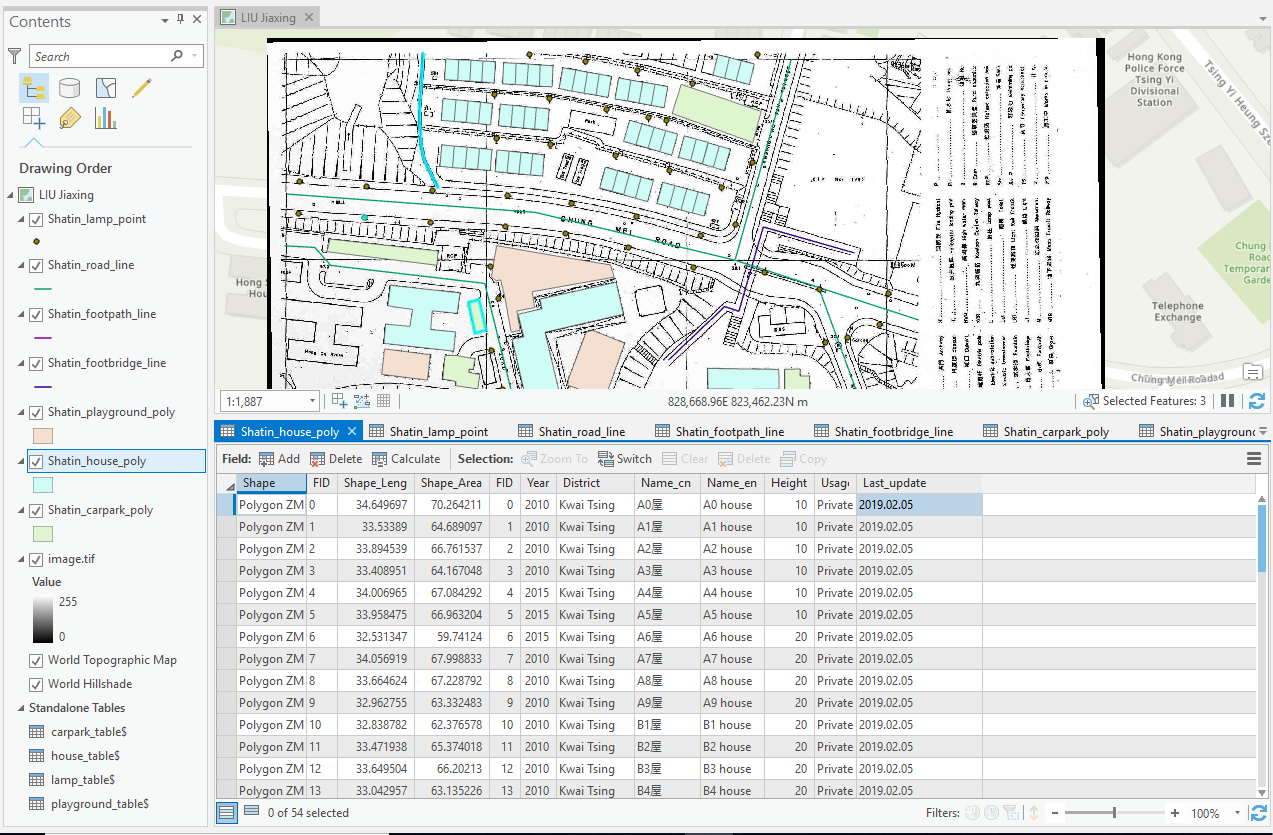 Contents
LIU Jiaxing
Search
Drawing Order
LIU Jiaxing
Shatin_lamp_point
Shatin_road_line
Shatin_footpath_line
Shatin_footbridge_line
Shatin_playground_poly
Shatin_house_poly
Shatin_carpark_poly
image.tif
Value
255
0
World Topographic Map
World Hillshade
Standalone Tables
carpark_table$
house_table$
lamp_table$
playground_table$
Hong Kong
Police Force
Tsing Yi
Divisional
Station
Tsing Yi Heung Sz
CHUNG MEI ROAD
Chung
Road
Temporar
Garde
Telephone
Exchange
Hong S
Hou
1:1,887
828,668.96E 823,462.23N m
Selected Features: 3
Shatin_house_poly
Shatin_lamp_point
Shatin_road_line
Shatin_footpath_line
Shatin_footbridge_line
Shatin_carpark_poly
Shatin_playground
Field: Add Delete Calculate Selection: Zoom To Switch Clear Delete Copy
Shape FID Shape_Leng Shape_Area FID Year District Name_cn Name_en Height Usage Last_update
Polygon ZM 0 34.649697 70.264211 0 2010 Kwai Tsing A0屋 A0 house 10 Private 2019.02.05
Polygon ZM 1 33.53389 64.689097 1 2010 Kwai Tsing A1屋 A1 house 10 Private 2019.02.05
Polygon ZM 2 33.894539 66.761537 2 2010 Kwai Tsing A2屋 A2 house 10 Private 2019.02.05
Polygon ZM 3 33.408951 64.167048 3 2010 Kwai Tsing A3屋 A3 house 10 Private 2019.02.05
Polygon ZM 4 34.006965 67.084292 4 2015 Kwai Tsing A4屋 A4 house 10 Private 2019.02.05
Polygon ZM 5 33.958475 66.963204 5 2015 Kwai Tsing A5屋 A5 house 10 Private 2019.02.05
Polygon ZM 6 32.531347 59.74124 6 2015 Kwai Tsing A6屋 A6 house 20 Private 2019.02.05
Polygon ZM 7 34.056919 67.998833 7 2010 Kwai Tsing A7屋 A7 house 20 Private 2019.02.05
Polygon ZM 8 33.664624 67.228792 8 2010 Kwai Tsing A8屋 A8 house 20 Private 2019.02.05
Polygon ZM 9 32.962755 63.332483 9 2010 Kwai Tsing A9屋 A9 house 20 Private 2019.02.05
Polygon ZM 10 32.838782 62.376578 10 2010 Kwai Tsing B1屋 B1 house 20 Private 2019.02.05
Polygon ZM 11 33.471938 65.374018 11 2010 Kwai Tsing B2屋 B2 house 20 Private 2019.02.05
Polygon ZM 12 33.649504 66.20213 12 2010 Kwai Tsing B3屋 B3 house 20 Private 2019.02.05
Polygon ZM 13 33.042957 63.135226 13 2010 Kwai Tsing B4屋 B4 house 20 Private 2019.02.05
0 of 54 selected
Filters:
100%